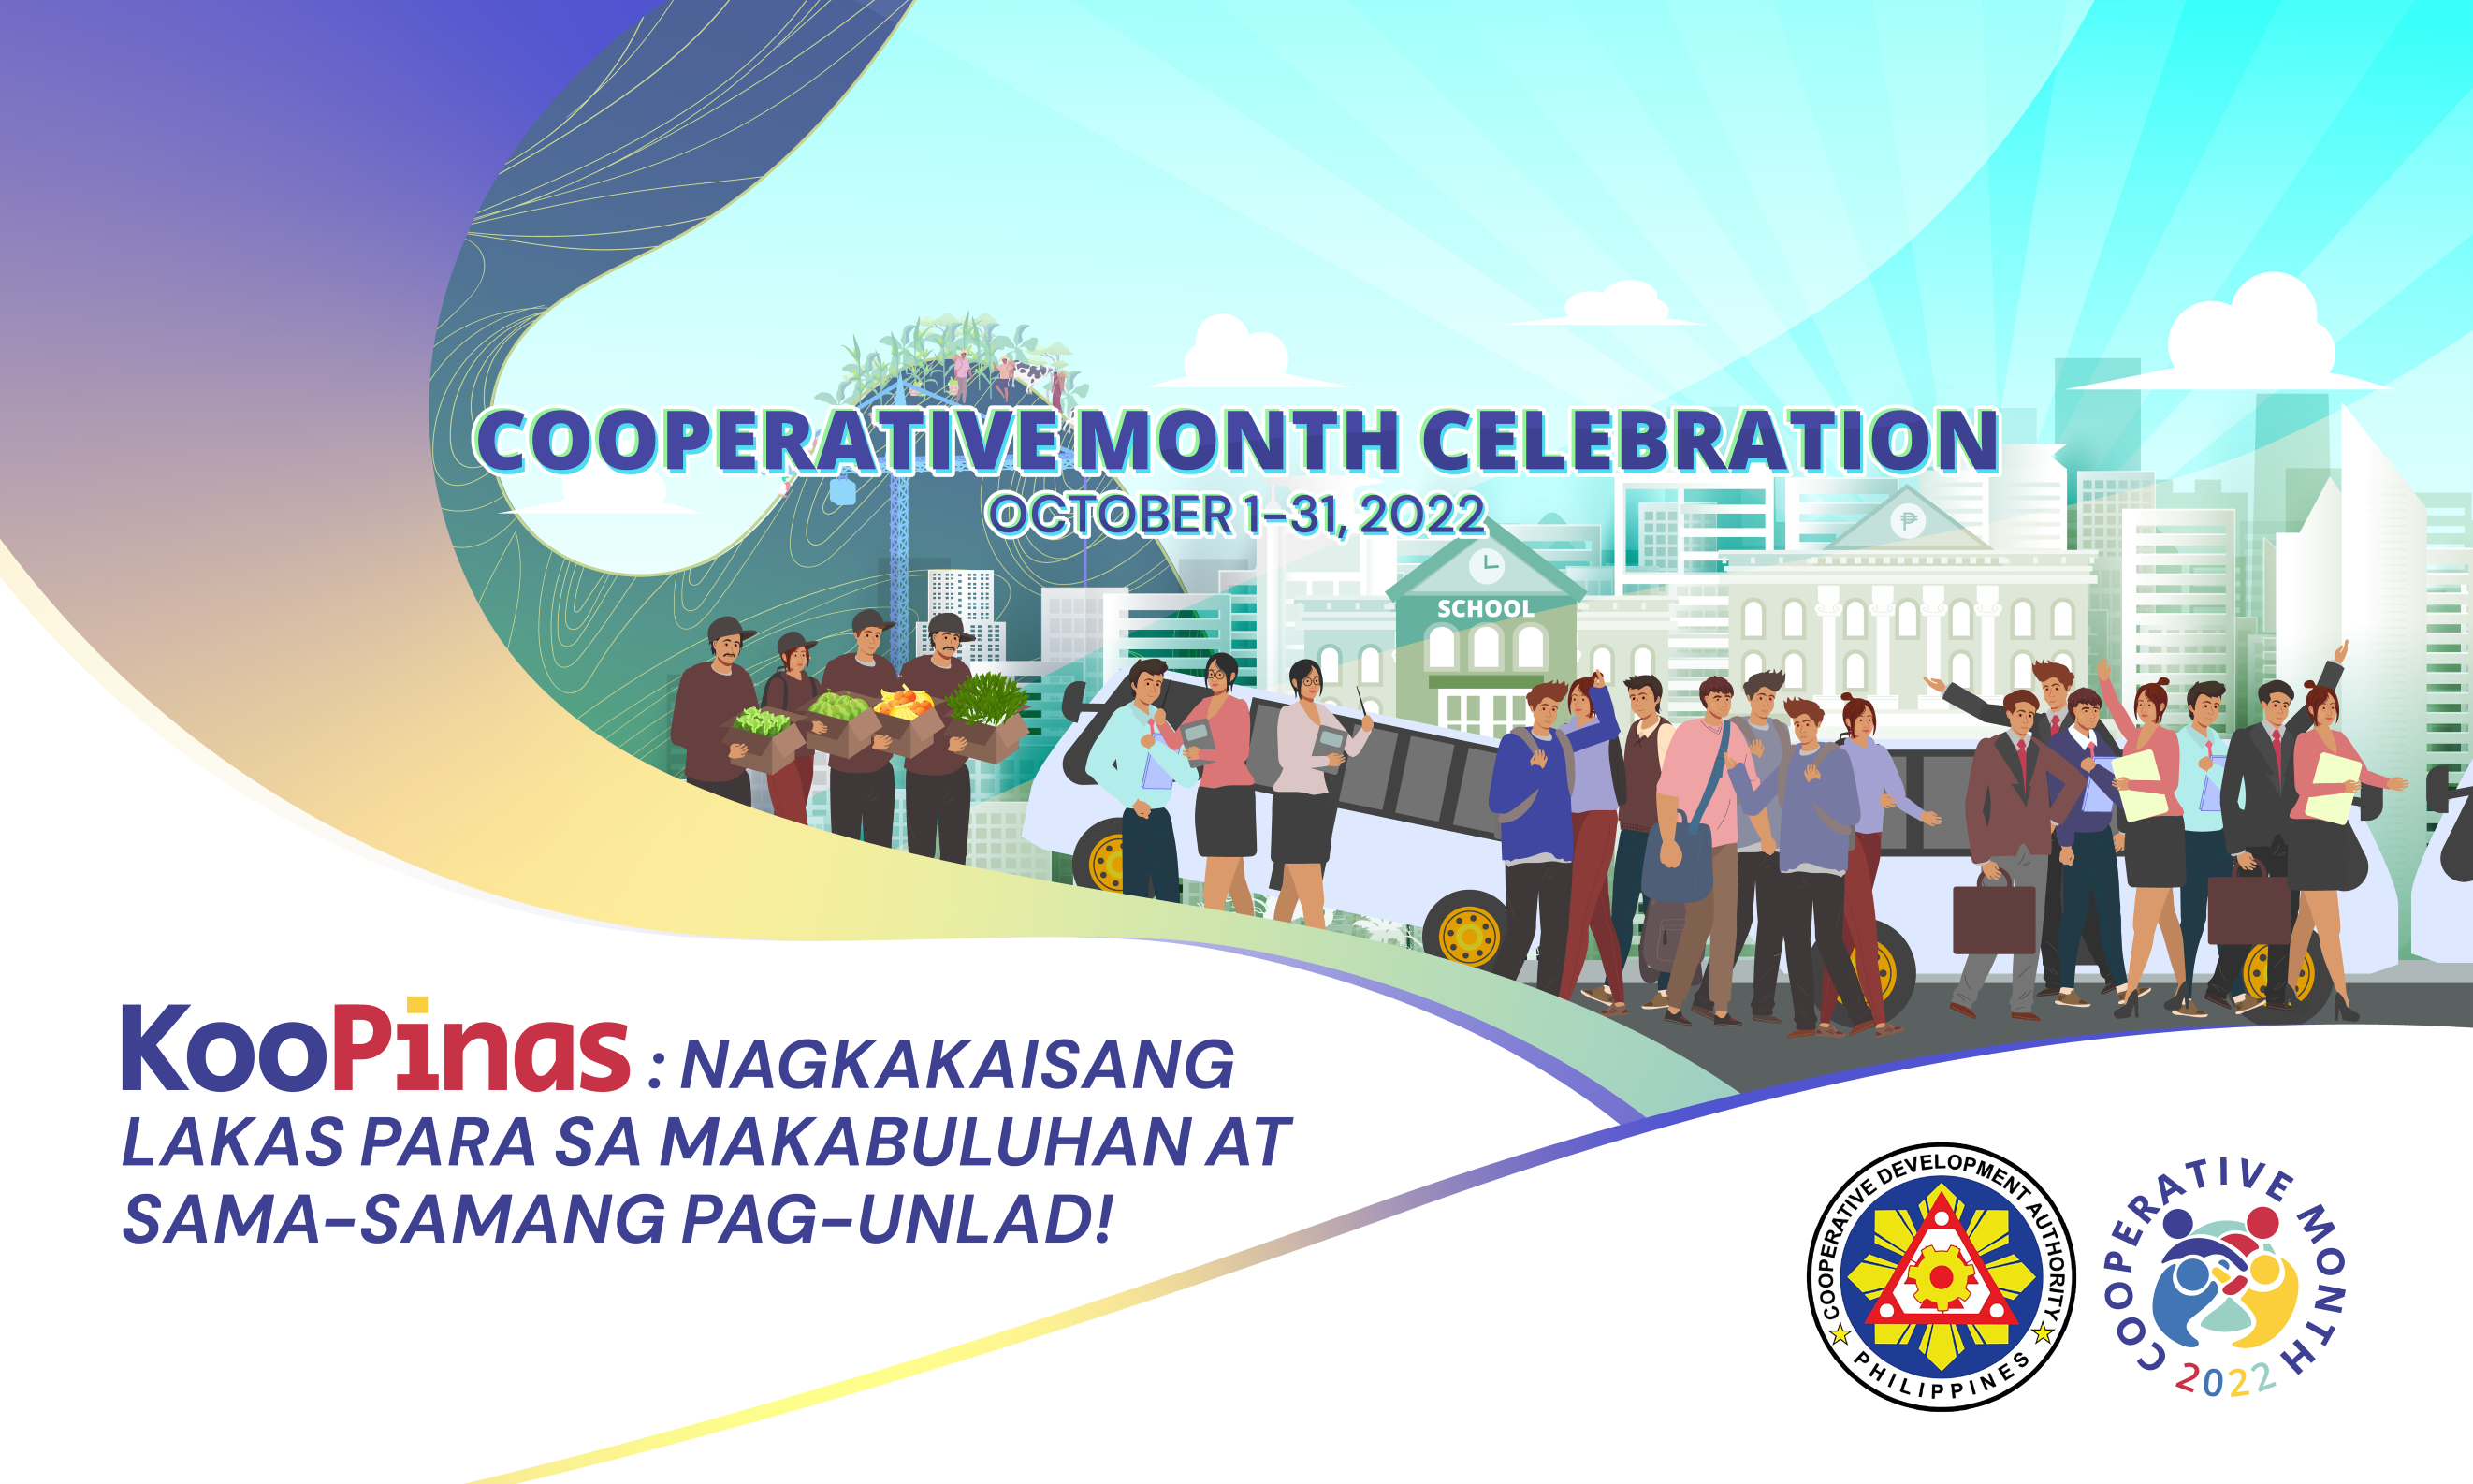 COOPERATIVE MONTH CELEBRATION
OCTOBER 1-31, 2022
SCHOOL
KooPinas : NAGKAKAISANG
LAKAS PARA SA MAKABULUHAN AT
SAMA-SAMANG PAG-UNLAD!
COOPERATIVE DEVELOPMENT AUTHORITY
PHILIPPINES
COOPERATIVE MONTH
2022